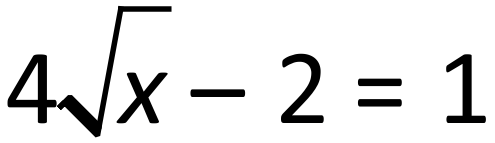 4√x − 2 = 1